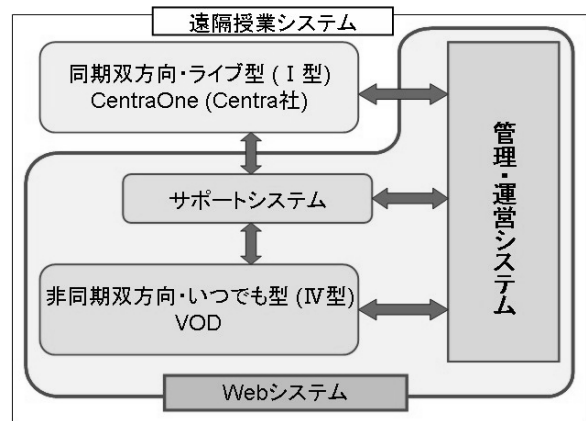 遠隔授業システム
同期双方向・ライブ型 (Ⅰ型)
CentraOne (Centra社)
サポートシステム
非同期双方向・いつでも型 (Ⅳ型)
VOD
管理・運営システム
Webシステム